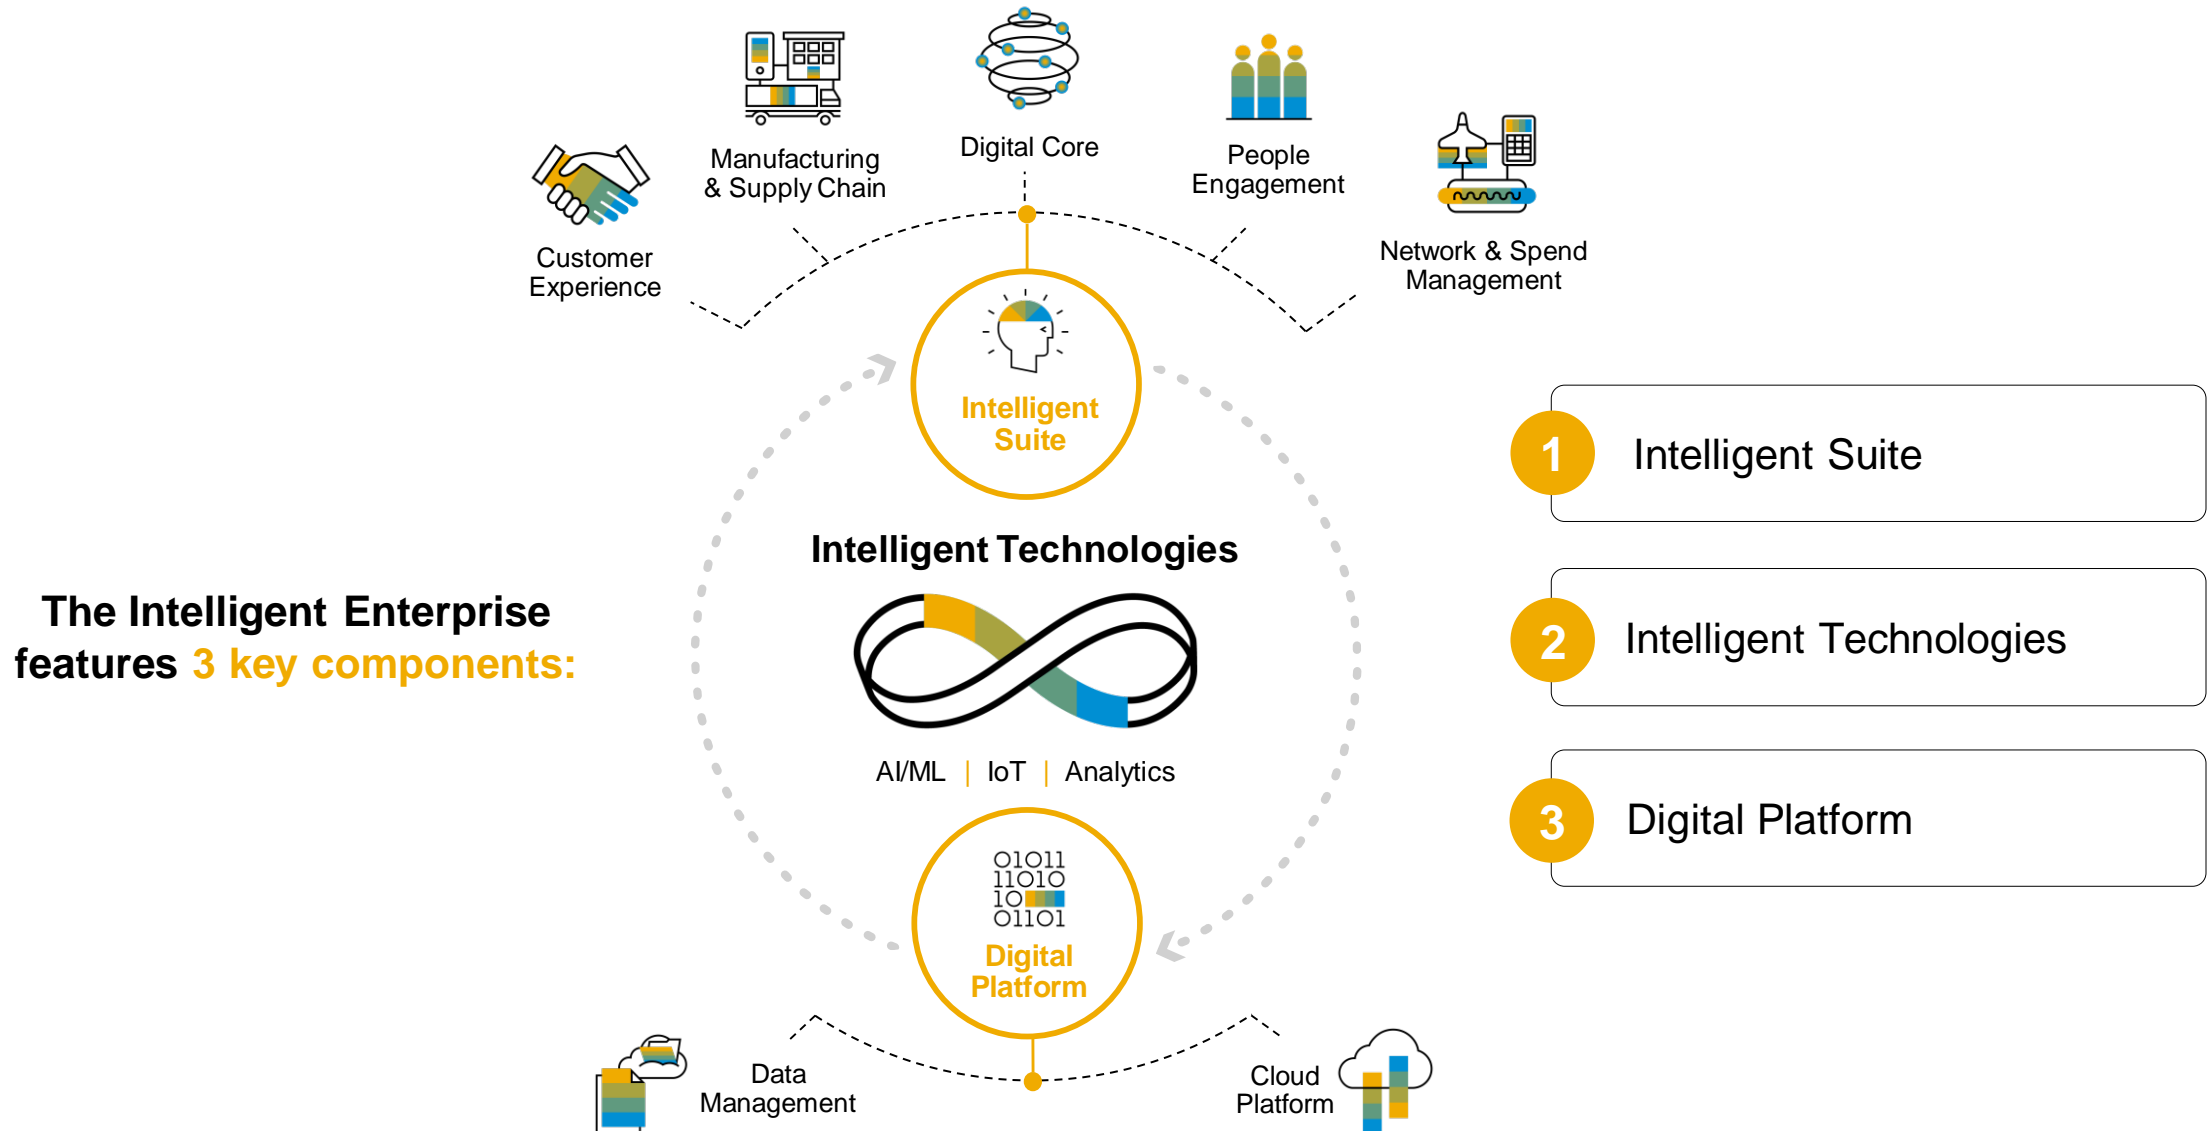 The Intelligent Enterprise
features 3 key components:
Customer
Experience
Manufacturing
& Supply Chain
Digital Core
People
Engagement
Network & Spend
Management
Intelligent
Suite
Intelligent Technologies
AI/ML | IoT | Analytics
01011
11010
10
01101
Digital
Platform
Data
Management
Cloud
Platform
1 Intelligent Suite
2 Intelligent Technologies
3 Digital Platform